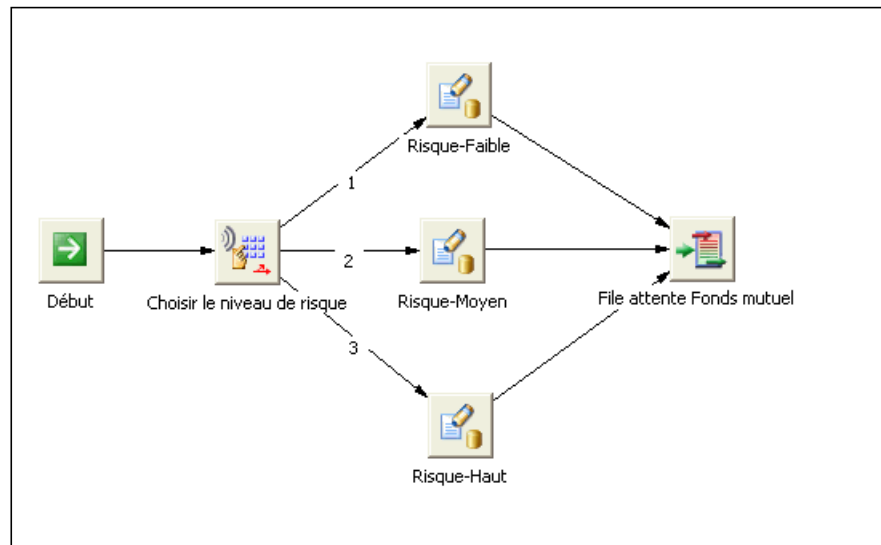 Risque-Faible
1
Début
Choisir le niveau de risque
2
Risque-Moyen
File attente Fonds mutuel
3
Risque-Haut